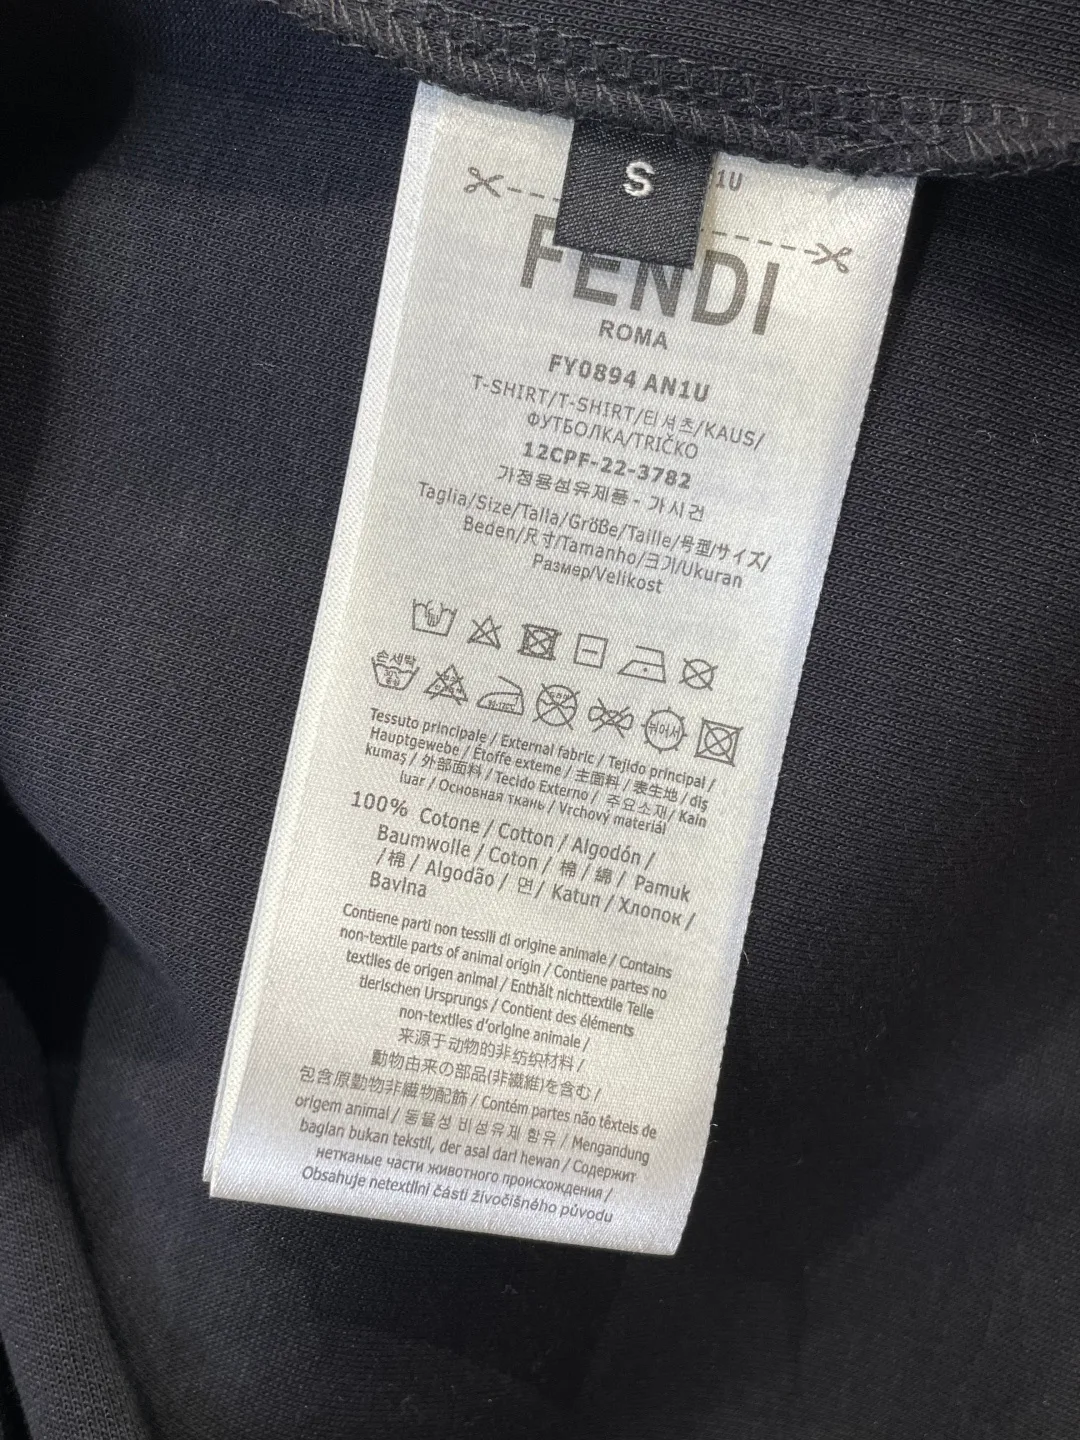 S
1U
FENDI
ROMA
FY0894 AN1U
T-SHIRT/T-SHIRT/티셔츠/KAUS/
ФУТБОЛКА/TRIČKO
12CPF-22-3782
가정용섬유제품 - 가시건
Taglia/Size/Talla/Größe/Taille/号型/サイズ/
Beden/尺寸/Tamanho/크기/Ukuran
Размер/Velikost
손세탁
Tessuto principale / External fabric / Tejido principal /
Hauptgewebe / Étoffe externe / 主面料 / 表生地 / dış
kumaş / 外部面料 / Tecido Externo / 주요소재 / Kain
luar / Основная ткань / Vrchový materiál
100% Cotone / Cotton / Algodón /
Baumwolle / Coton / 棉 / 綿 / Pamuk
/ 棉 / Algodão / 면 / Katun / Хлопок /
Bavlna
Contiene parti non tessili di origine animale / Contains
non-textile parts of animal origin / Contiene partes no
textiles de origen animal / Enthält nichttextile Teile
tierischen Ursprungs / Contient des éléments
non-textiles d'origine animale /
来源于动物的非纺织材料 /
動物由来の部品(非繊維)を含む /
包含原動物非織物配飾 / Contém partes não têxteis de
origem animal / 동물성 비섬유제 함유 / Mengandung
bagian bukan tekstil, der asal dari hewan / Содержит
нетканые части животного происхождения /
Obsahuje netextilní části živočišného původu